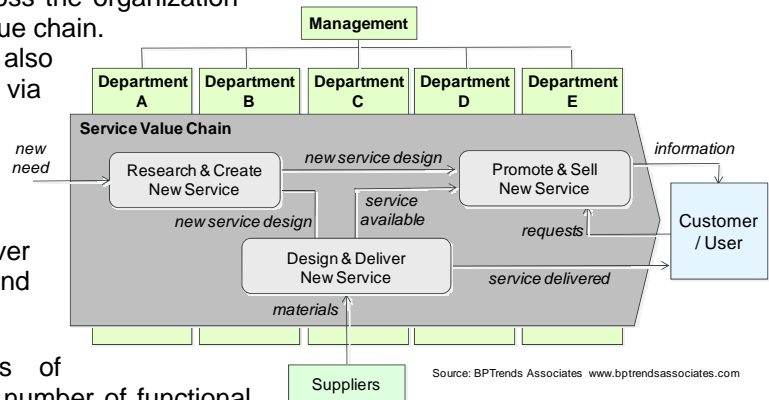 oss the organization
ue chain.
also
via
ver
nd
s of
number of functional
Management
Department A
Department B
Department C
Department D
Department E
Service Value Chain
new
need
Research & Create
New Service
new service design
Promote & Sell
New Service
information
new service design
service
available
requests
Customer
/ User
Design & Deliver
New Service
service delivered
materials
Suppliers
Source: BPTrends Associates www.bptrendsassociates.com